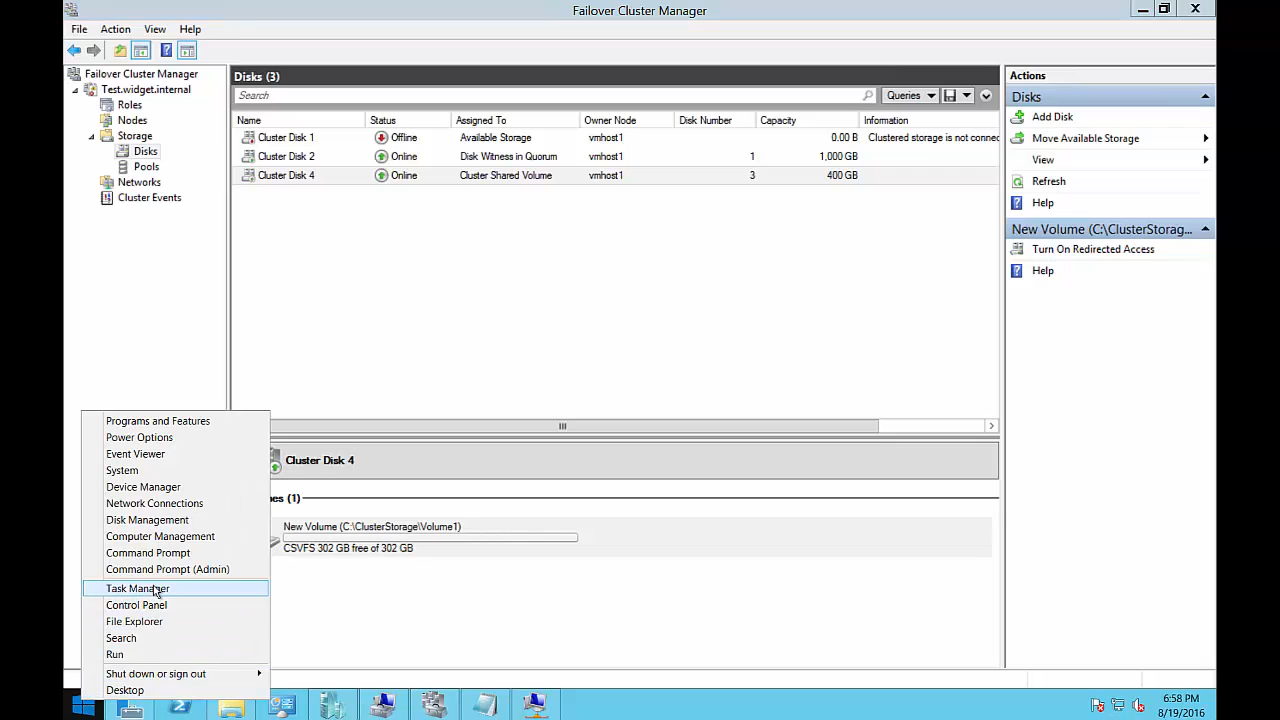 Failover Cluster Manager
File Action View Help
Failover Cluster Manager
Test.widget.internal
Roles
Nodes
Storage
Disks
Pools
Networks
Cluster Events
Disks (3)
Search
Queries
Name Status Assigned To Owner Node Disk Number Capacity Information
Cluster Disk 1 Offline Available Storage vmhost1 0.00 B Clustered storage is not connec
Cluster Disk 2 Online Disk Witness in Quorum vmhost1 1 1,000 GB
Cluster Disk 4 Online Cluster Shared Volume vmhost1 3 400 GB
Cluster Disk 4
es (1)
New Volume (C:\ClusterStorage\Volume1)
CSVFS 302 GB free of 302 GB
Actions
Disks
Add Disk
Move Available Storage
View
Refresh
Help
New Volume (C:\ClusterStorag...
Turn On Redirected Access
Help
Programs and Features
Power Options
Event Viewer
System
Device Manager
Network Connections
Disk Management
Computer Management
Command Prompt
Command Prompt (Admin)
Task Manager
Control Panel
File Explorer
Search
Run
Shut down or sign out
Desktop
6:58 PM
8/19/2016